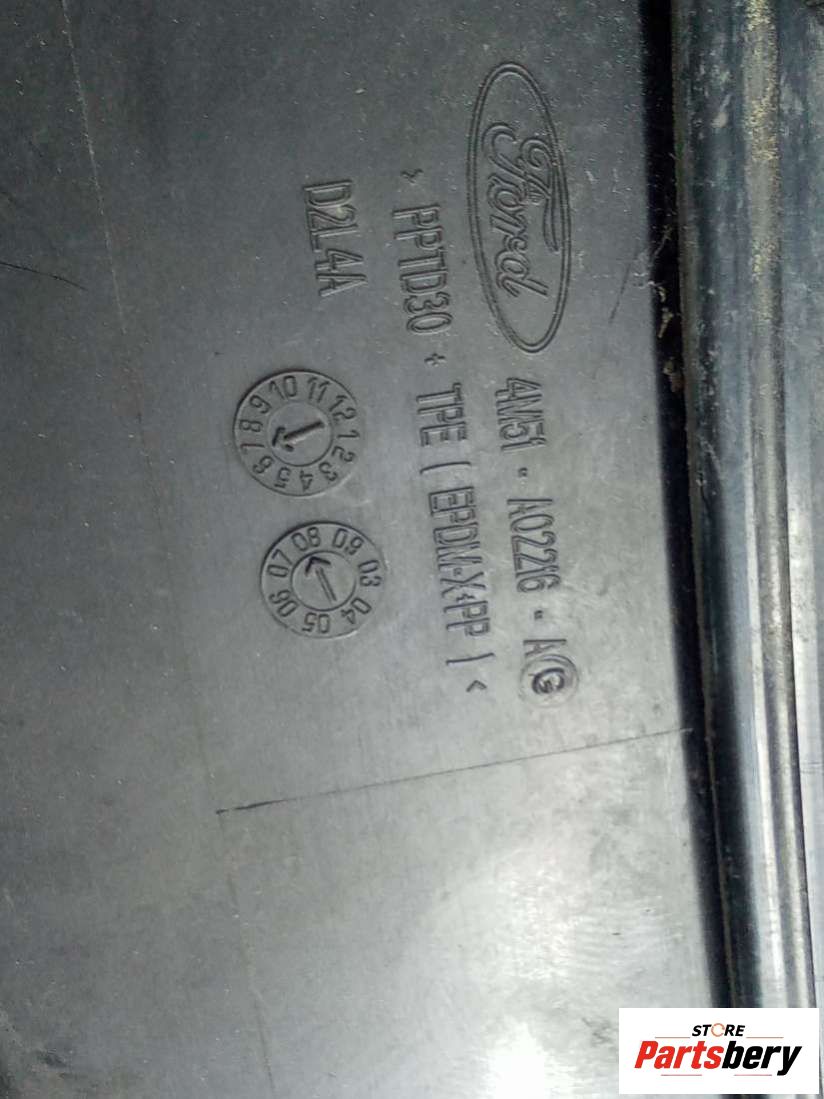 Ford 4M51-A02216-AG
>PPTD30+TPE(EPDM-X+PP)<
D2L4A
1 2 3 4 5 6 7 8 9 10 11 12
03 04 05 06 07 08 09
STORE
Partsbery